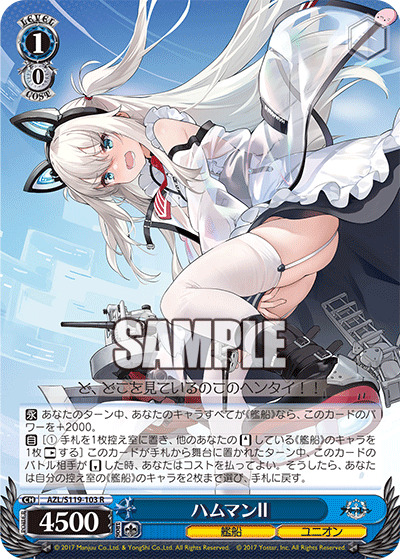 LEVEL
1
0
COST
SAMPLE
ど、どこを見ているのこのヘンタイ!!
永 あなたのターン中、あなたのキャラすべてが《艦船》なら、このカードのパ
ワーを+2000。
自 [① 手札を1枚控え室に置き、他のあなたの している《艦船》のキャラを
1枚 する] このカードが手札から舞台に置かれたターン中、このカードの
バトル相手が した時、あなたはコストを払ってよい。そうしたら、あなた
は自分の控え室の《艦船》のキャラを2枚まで選び、手札に戻す。
CH AZL/S119-103 R
POWER
4500
ハムマンII
艦船
ユニオン
© 2017 Manjuu Co.,Ltd. & YongShi Co.,Ltd. All Rights Reserved. © 2017 Yostar, Inc. All Rights Reserved.